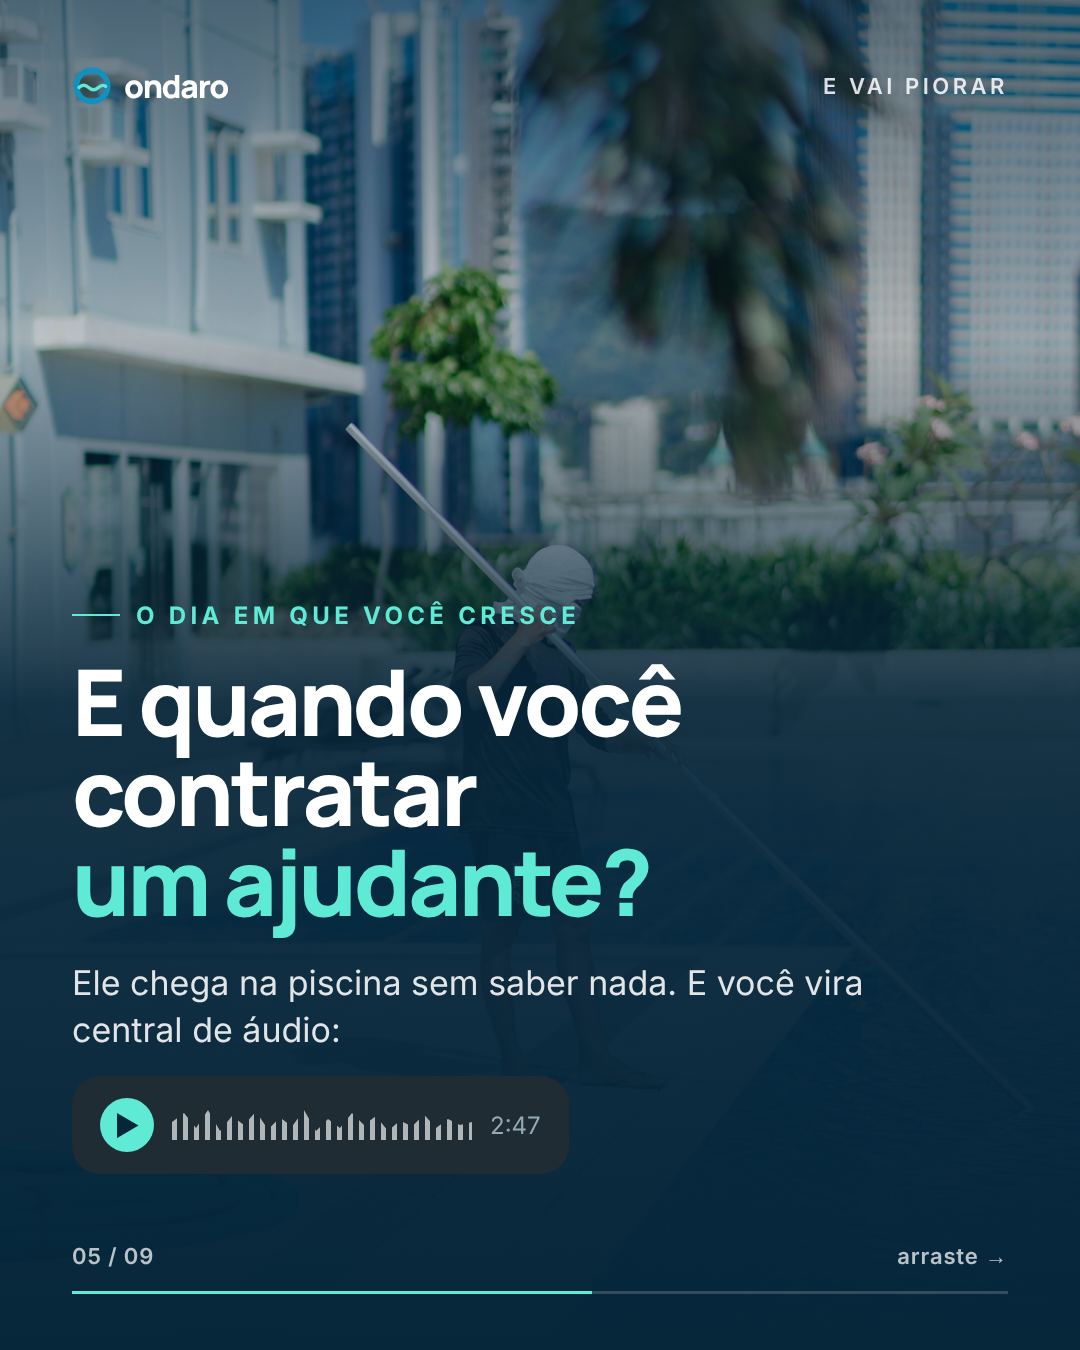 ondaro
E VAI PIORAR
O DIA EM QUE VOCÊ CRESCE
E quando você
contratar
um ajudante?
Ele chega na piscina sem saber nada. E você vira
central de áudio:
2:47
05 / 09
arraste →